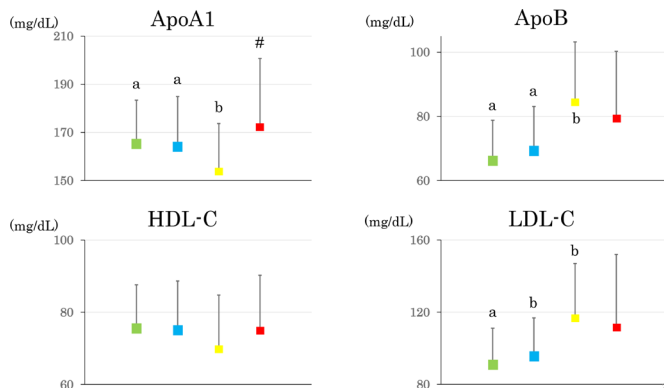 ApoA1
(mg/dL)
210
190
170
150
a
a
b
#
ApoB
(mg/dL)
100
80
60
a
a
b
HDL-C
(mg/dL)
100
80
60
LDL-C
(mg/dL)
160
120
80
a
b
b